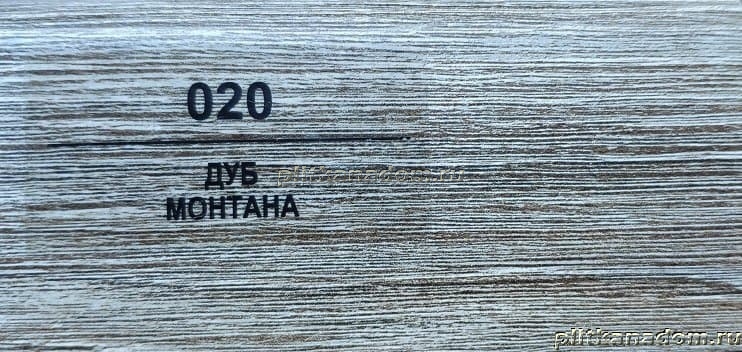 020
ДУБ
plitkanadom.ru
МОНТАНА
plitkanadom.ru